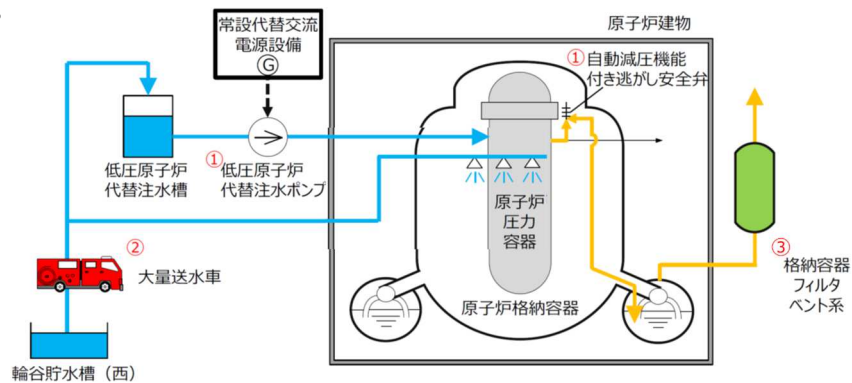 常設代替交流
電源設備
G
原子炉建物
①自動減圧機能
付き逃がし安全弁
①
低圧原子炉
代替注水槽
低圧原子炉
代替注水ポンプ
原子炉
圧力
容器
②
大量送水車
原子炉格納容器
③
格納容器
フィルタ
ベント系
輪谷貯水槽（西）